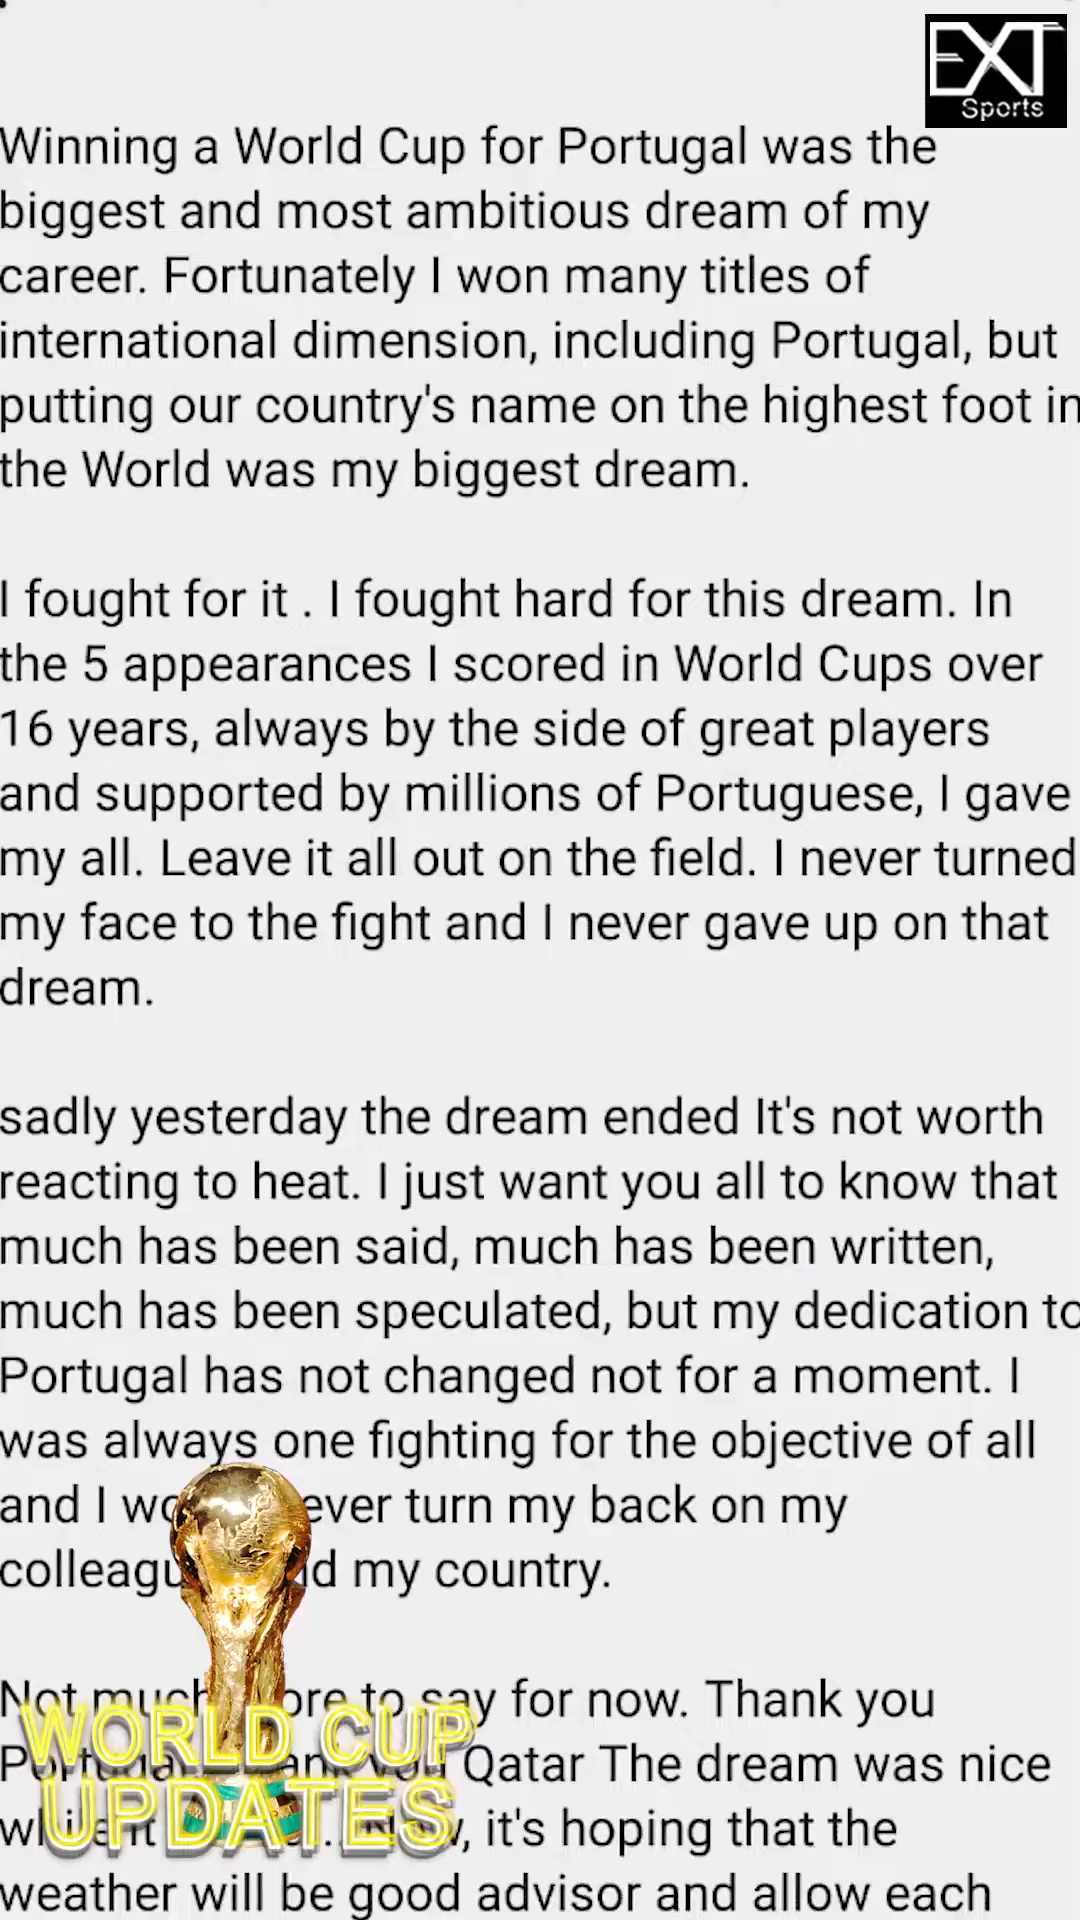 EXT
Sports
Winning a World Cup for Portugal was the
biggest and most ambitious dream of my
career. Fortunately I won many titles of
international dimension, including Portugal, but
putting our country's name on the highest foot in
the World was my biggest dream.
I fought for it . I fought hard for this dream. In
the 5 appearances I scored in World Cups over
16 years, always by the side of great players
and supported by millions of Portuguese, I gave
my all. Leave it all out on the field. I never turned
my face to the fight and I never gave up on that
dream.
sadly yesterday the dream ended It's not worth
reacting to heat. I just want you all to know that
much has been said, much has been written,
much has been speculated, but my dedication to
Portugal has not changed not for a moment. I
was always one fighting for the objective of all
and I turn my back on my
my country.
Not much to say for now. Thank you
Qatar The dream was nice
it's hoping that the
weather will be good advisor and allow each
WORLD CUP
UPDATES